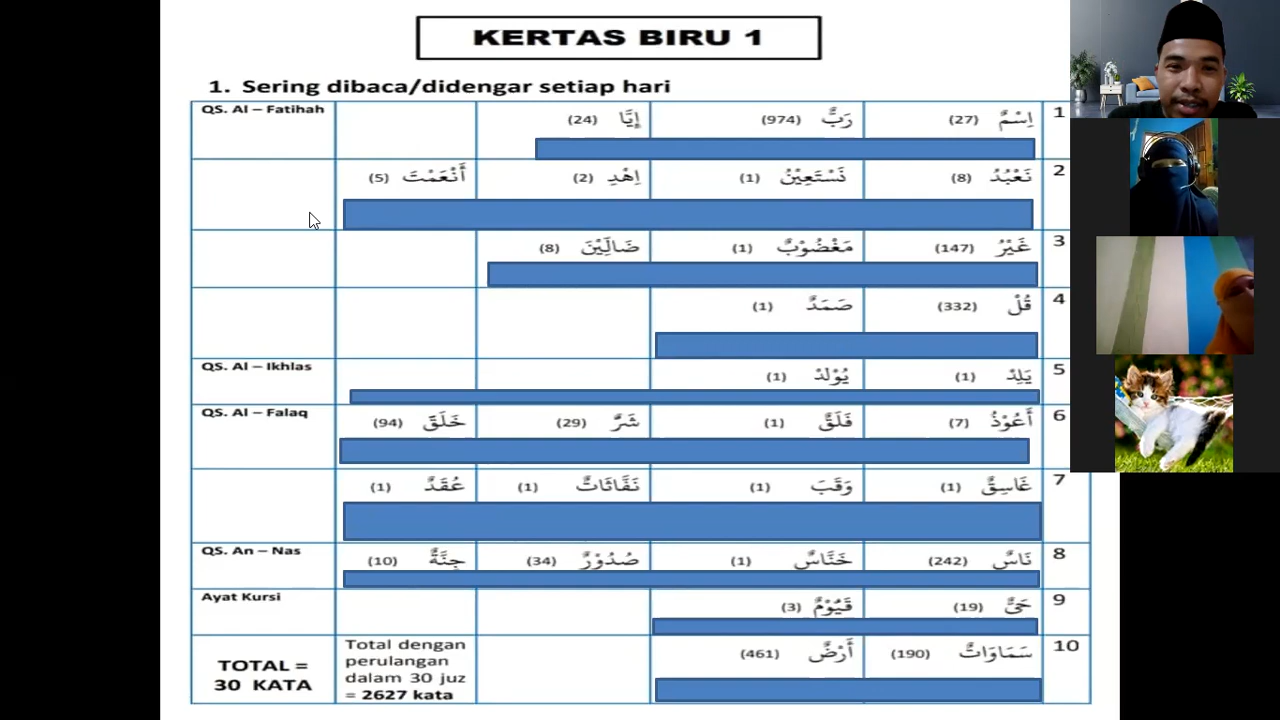 KERTAS BIRU 1
1. Sering dibaca/didengar setiap hari
QS. Al – Fatihah
1 اِسْمٌ (27) رَبٌّ (974) إِيَّا (24)
2 نَعْبُدُ (8) نَسْتَعِيْنُ (1) اِهْدِ (2) أَنْعَمْتَ (5)
3 غَيْرُ (147) مَغْضُوْبٌ (1) ضَالِّيْنَ (8)
4 قُلْ (332) صَمَدٌ (1)
QS. Al – Ikhlas
5 يَلِدْ (1) يُوْلَدْ (1)
QS. Al – Falaq
6 أَعُوْذُ (7) فَلَقٌ (1) شَرٌّ (29) خَلَقَ (94)
7 غَاسِقٌ (1) وَقَبَ (1) نَفَّاثَاتٌ (1) عُقَدٌ (1)
QS. An – Nas
8 نَاسٌ (242) خَنَّاسٌ (1) صُدُوْرٌ (34) جِنَّةٌ (10)
Ayat Kursi
9 حَيٌّ (19) قَيُّوْمٌ (3)
10 سَمَاوَاتٌ (190) أَرْضٌ (461)
Total dengan
perulangan
dalam 30 juz
= 2627 kata
TOTAL =
30 KATA